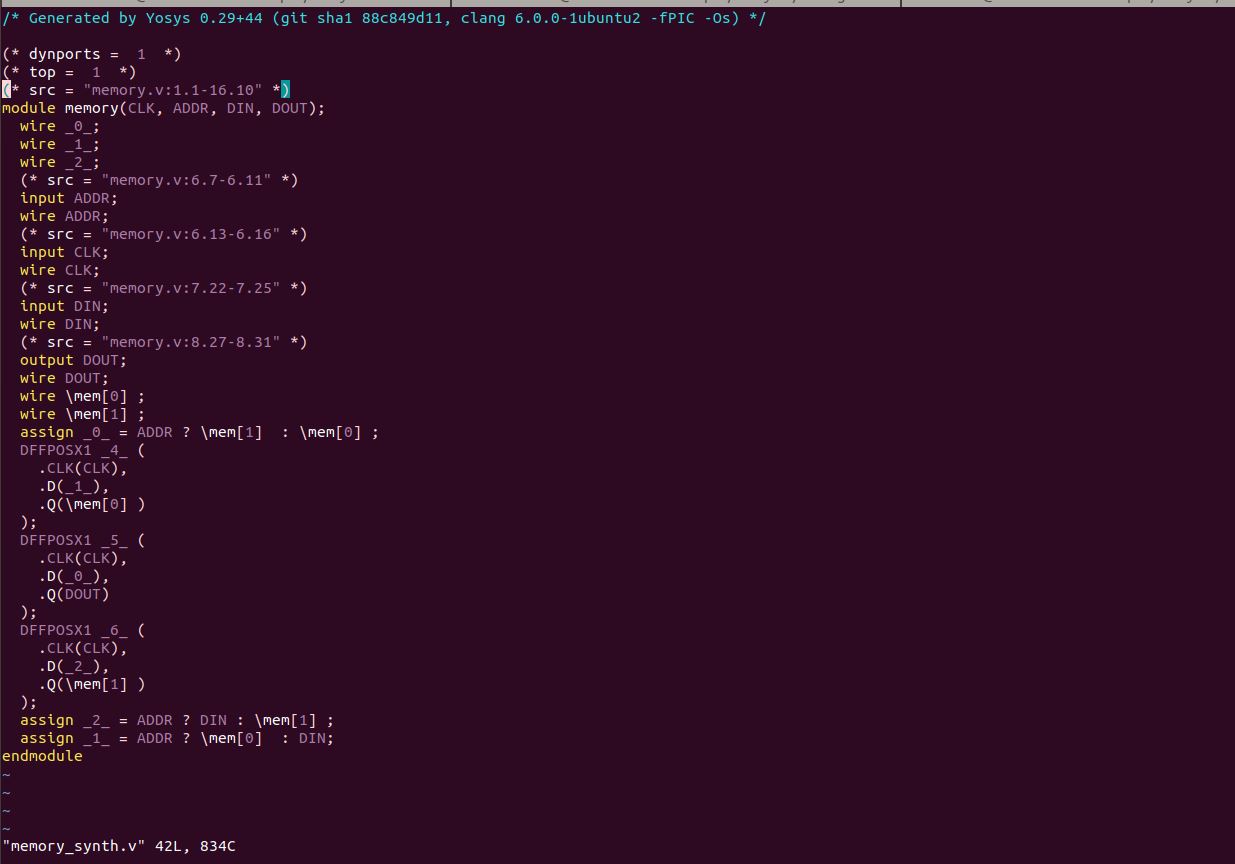 /* Generated by Yosys 0.29+44 (git sha1 88c849d11, clang 6.0.0-1ubuntu2 -fPIC -Os) */

(* dynports =  1  *)
(* top =  1  *)
(* src = "memory.v:1.1-16.10" *)
module memory(CLK, ADDR, DIN, DOUT);
  wire _0_;
  wire _1_;
  wire _2_;
  (* src = "memory.v:6.7-6.11" *)
  input ADDR;
  wire ADDR;
  (* src = "memory.v:6.13-6.16" *)
  input CLK;
  wire CLK;
  (* src = "memory.v:7.22-7.25" *)
  input DIN;
  wire DIN;
  (* src = "memory.v:8.27-8.31" *)
  output DOUT;
  wire DOUT;
  wire \mem[0] ;
  wire \mem[1] ;
  assign _0_ = ADDR ? \mem[1]  : \mem[0] ;
  DFFPOSX1 _4_ (
    .CLK(CLK),
    .D(_1_),
    .Q(\mem[0] )
  );
  DFFPOSX1 _5_ (
    .CLK(CLK),
    .D(_0_),
    .Q(DOUT)
  );
  DFFPOSX1 _6_ (
    .CLK(CLK),
    .D(_2_),
    .Q(\mem[1] )
  );
  assign _2_ = ADDR ? DIN : \mem[1] ;
  assign _1_ = ADDR ? \mem[0]  : DIN;
endmodule
~
~
~
~
"memory_synth.v" 42L, 834C